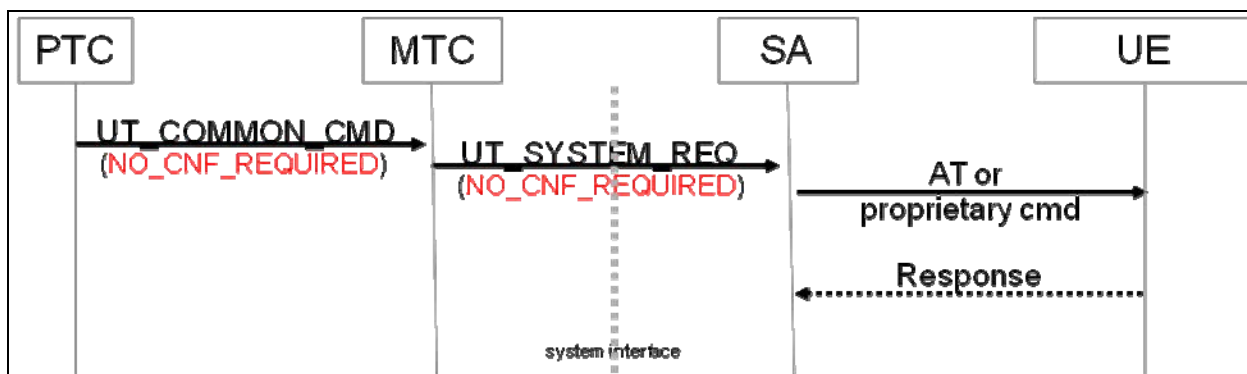 PTC MTC SA UE
UT_COMMON_CMD
(NO_CNF_REQUIRED)
UT_SYSTEM_REQ
(NO_CNF_REQUIRED)
AT or
proprietary cmd
Response
system interface